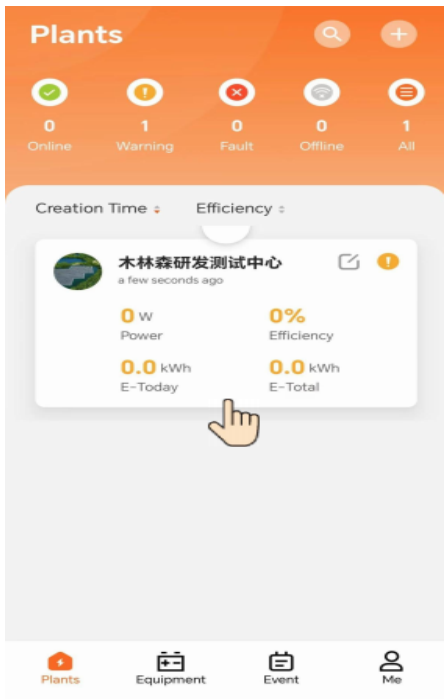 Plants
0 1 0 0 1
Online Warning Fault Offline All
Creation Time Efficiency
木林森研发测试中心
a few seconds ago
0 W 0%
Power Efficiency
0.0 kWh 0.0 kWh
E-Today E-Total
Plants Equipment Event Me